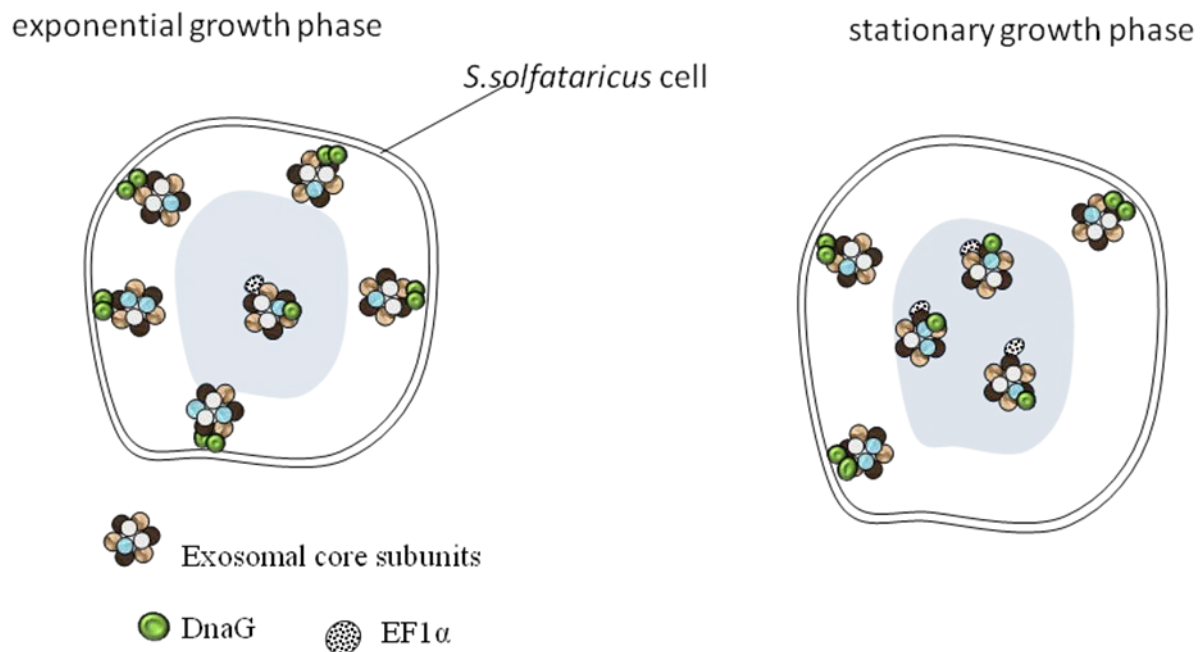 exponential growth phase
stationary growth phase
S.solfataricus cell
Exosomal core subunits
DnaG
EF1α